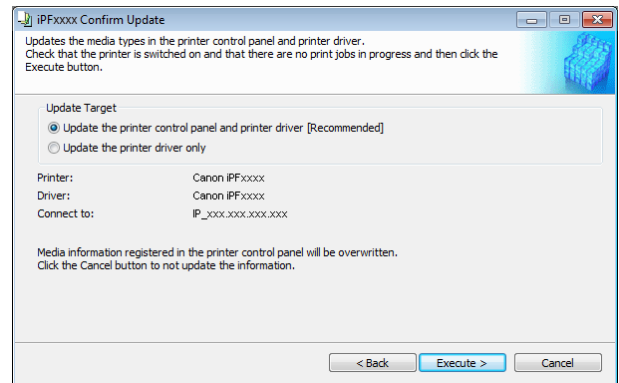 iPFxxxx Confirm Update
Updates the media types in the printer control panel and printer driver.
Check that the printer is switched on and that there are no print jobs in progress and then click the
Execute button.
Update Target
Update the printer control panel and printer driver [Recommended]
Update the printer driver only
Printer: Canon iPFxxxx
Driver: Canon iPFxxxx
Connect to: IP_xxx.xxx.xxx.xxx
Media information registered in the printer control panel will be overwritten.
Click the Cancel button to not update the information.
< Back Execute > Cancel